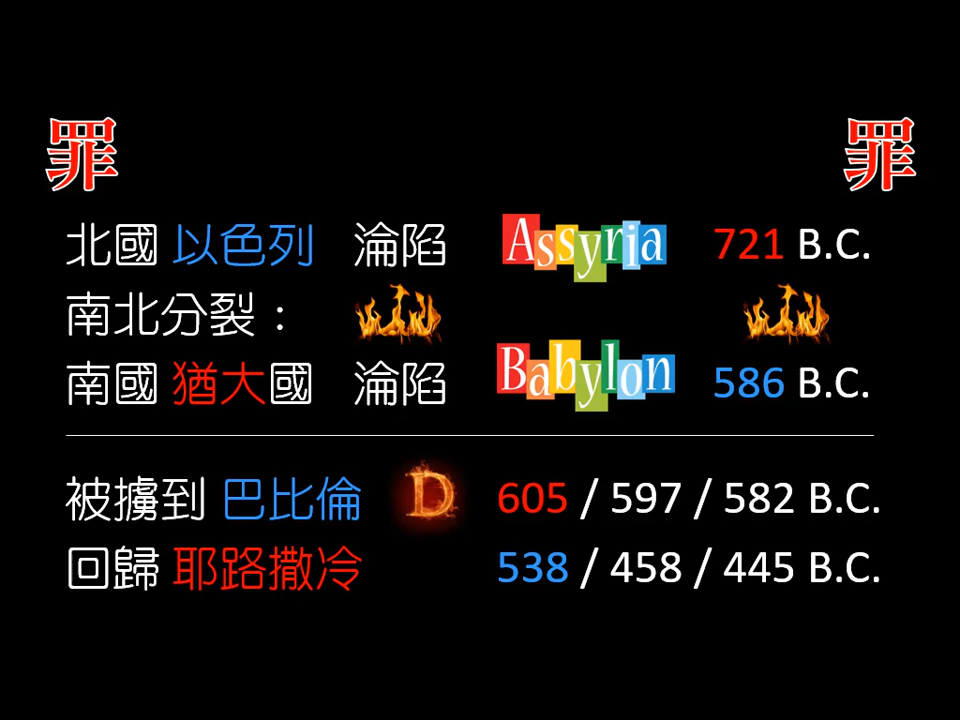 罪 罪
北國 以色列 淪陷 Assyria 721 B.C.
南北分裂：
南國 猶大國 淪陷 Babylon 586 B.C.
被擄到 巴比倫 D 605 / 597 / 582 B.C.
回歸 耶路撒冷 538 / 458 / 445 B.C.